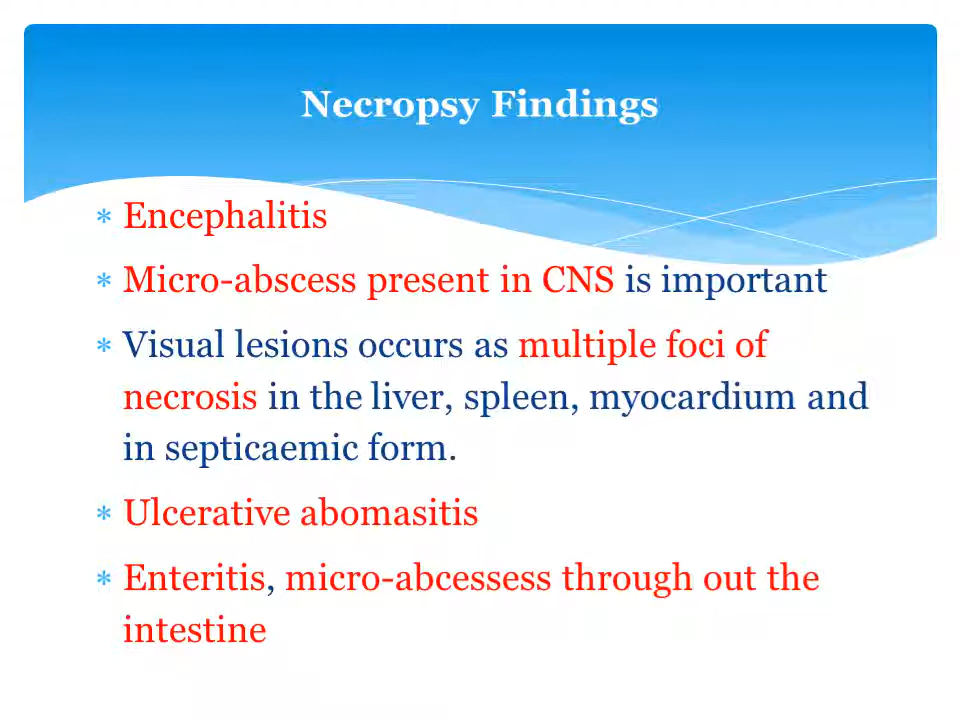 Necropsy Findings
* Encephalitis
* Micro-abscess present in CNS is important
* Visual lesions occurs as multiple foci of
necrosis in the liver, spleen, myocardium and
in septicaemic form.
* Ulcerative abomasitis
* Enteritis, micro-abcessess through out the
intestine